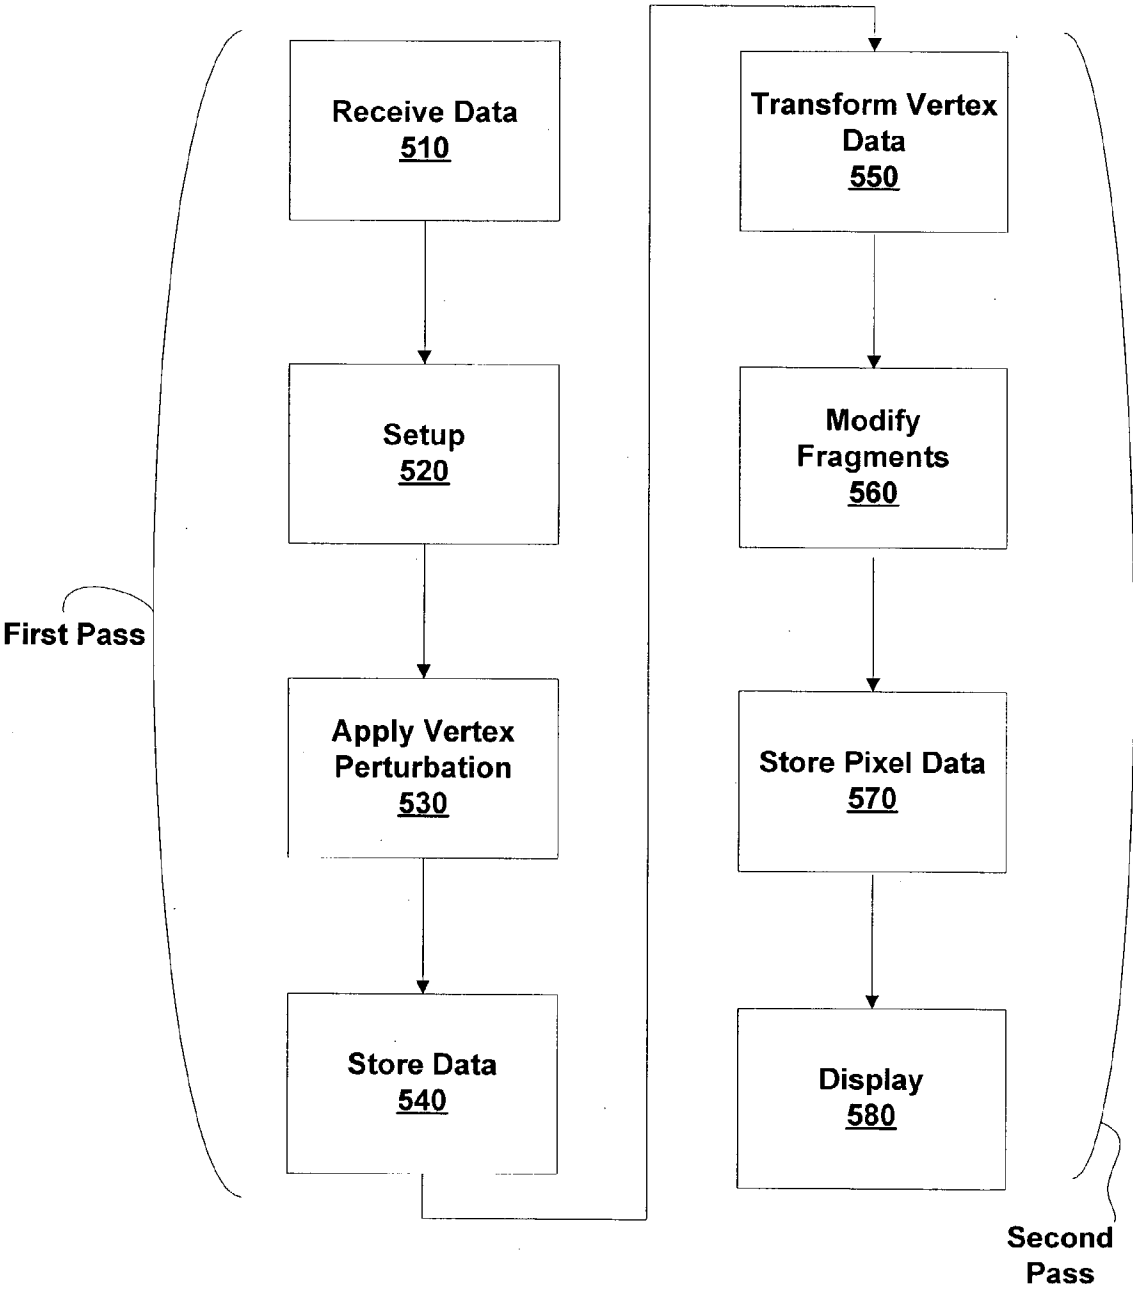 Receive Data
510
Setup
520
Apply Vertex
Perturbation
530
Store Data
540
First Pass
Transform Vertex
Data
550
Modify
Fragments
560
Store Pixel Data
570
Display
580
Second
Pass